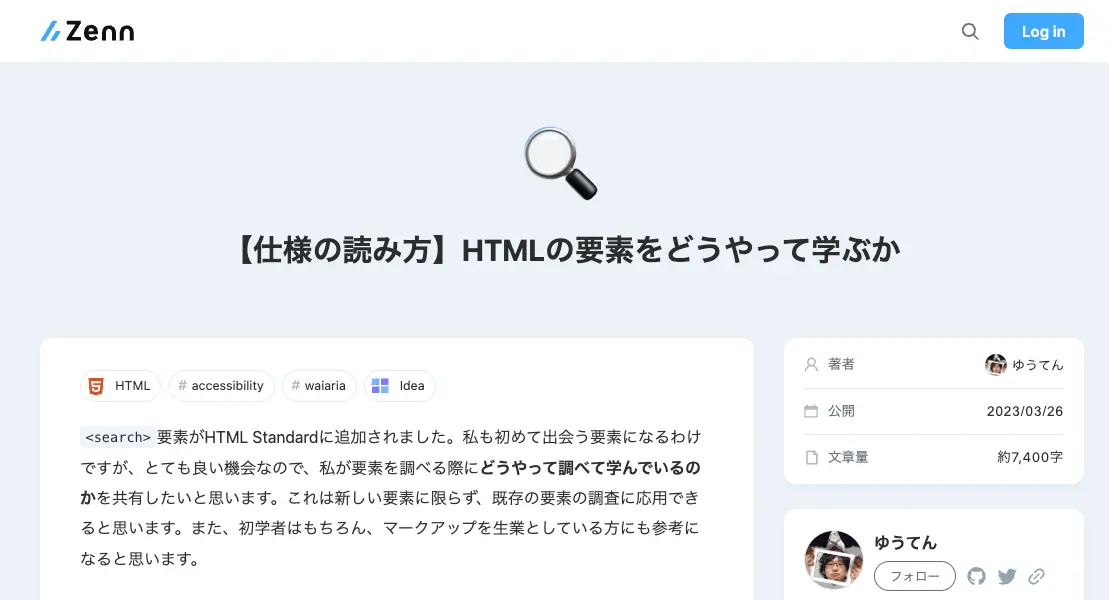 Zenn
Log in
【仕様の読み方】HTMLの要素をどうやって学ぶか
HTML
# accessibility
# waiaria
Idea
<search> 要素がHTML Standardに追加されました。私も初めて出会う要素になるわけ
ですが、とても良い機会なので、私が要素を調べる際にどうやって調べて学んでいるの
かを共有したいと思います。これは新しい要素に限らず、既存の要素の調査に応用でき
ると思います。また、初学者はもちろん、マークアップを生業としている方にも参考に
なると思います。
著者
ゆうてん
公開
2023/03/26
文章量
約7,400字
ゆうてん
フォロー